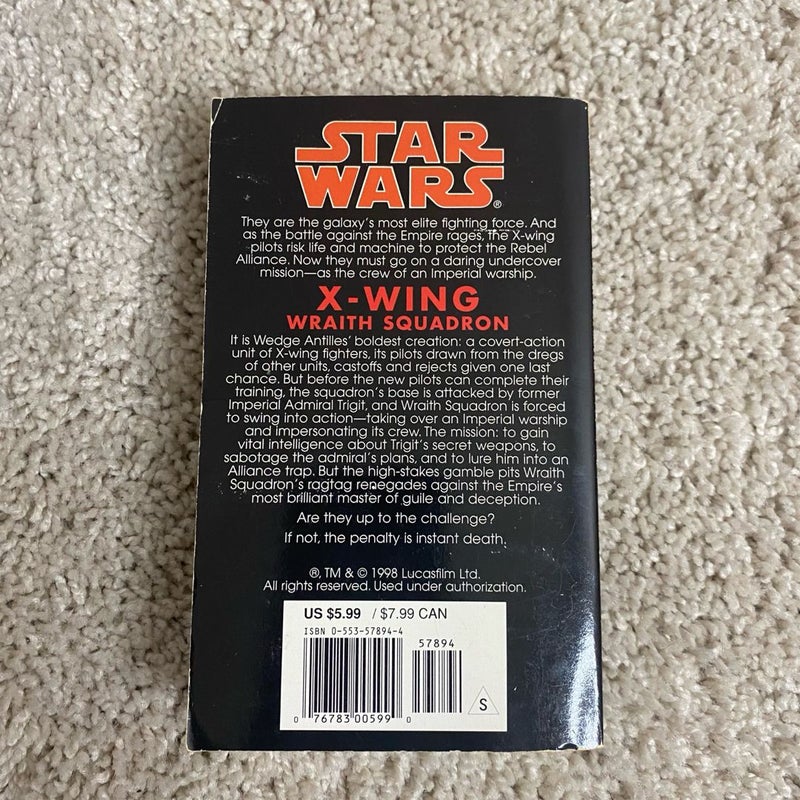 STAR
WARS®
They are the galaxy's most elite fighting force. And
as the battle against the Empire rages, the X-wing
pilots risk life and machine to protect the Rebel
Alliance. Now they must go on a daring undercover
mission—as the crew of an Imperial warship.
X-WING
WRAITH SQUADRON
It is Wedge Antilles' boldest creation: a covert-action
unit of X-wing fighters, its pilots drawn from the dregs
of other units, castoffs and rejects given one last
chance. But before the new pilots can complete their
training, the squadron's base is attacked by former
Imperial Admiral Trigit, and Wraith Squadron is forced
to swing into action—taking over an Imperial warship
and impersonating its crew. The mission: to gain
vital intelligence about Trigit's secret weapons, to
sabotage the admiral's plans, and to lure him into an
Alliance trap. But the high-stakes gamble pits Wraith
Squadron's ragtag renegades against the Empire's
most brilliant master of guile and deception.
Are they up to the challenge?
If not, the penalty is instant death.
®, TM & © 1998 Lucasfilm Ltd.
All rights reserved. Used under authorization.
US $5.99 / $7.99 CAN
ISBN 0-553-57894-4
57894
S
0 76783 00599 0